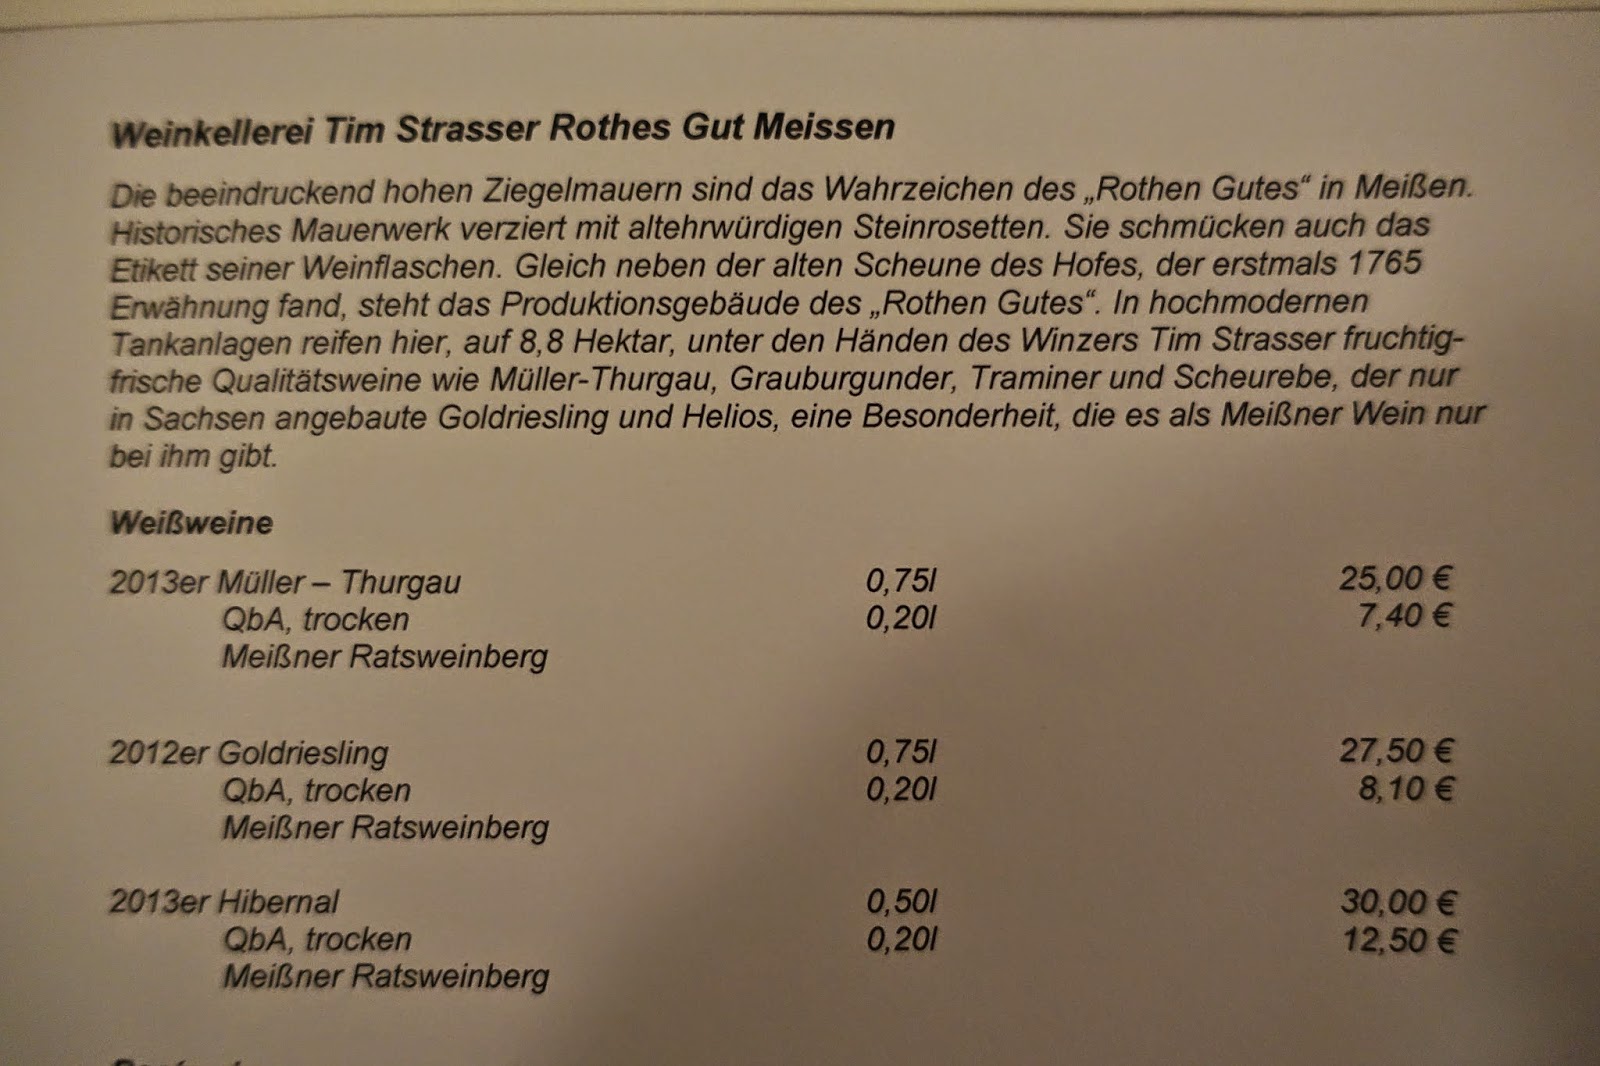 Weinkellerei Tim Strasser Rothes Gut Meissen
Die beeindruckend hohen Ziegelmauern sind das Wahrzeichen des „Rothen Gutes“ in Meißen.
Historisches Mauerwerk verziert mit altehrwürdigen Steinrosetten. Sie schmücken auch das
Etikett seiner Weinflaschen. Gleich neben der alten Scheune des Hofes, der erstmals 1765
Erwähnung fand, steht das Produktionsgebäude des „Rothen Gutes“. In hochmodernen
Tankanlagen reifen hier, auf 8,8 Hektar, unter den Händen des Winzers Tim Strasser fruchtig-
frische Qualitätsweine wie Müller-Thurgau, Grauburgunder, Traminer und Scheurebe, der nur
in Sachsen angebaute Goldriesling und Helios, eine Besonderheit, die es als Meißner Wein nur
bei ihm gibt.
Weißweine
2013er Müller – Thurgau 0,75l 25,00 €
QbA, trocken 0,20l 7,40 €
Meißner Ratsweinberg
2012er Goldriesling 0,75l 27,50 €
QbA, trocken 0,20l 8,10 €
Meißner Ratsweinberg
2013er Hibernal 0,50l 30,00 €
QbA, trocken 0,20l 12,50 €
Meißner Ratsweinberg